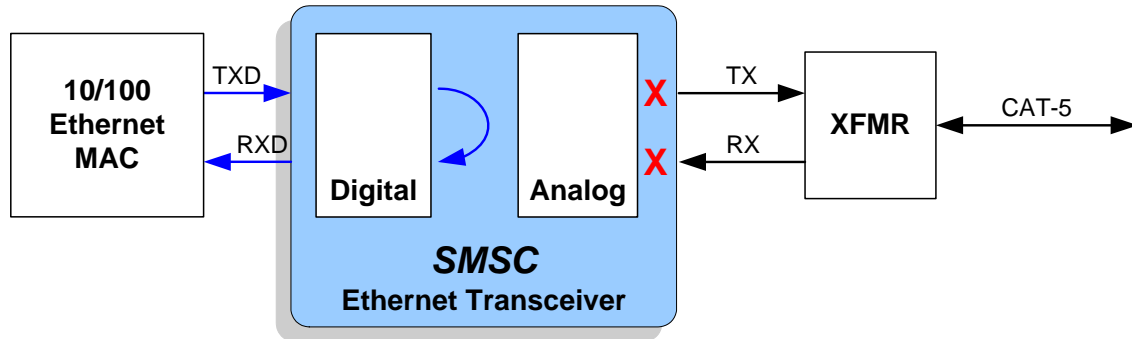 10/100
Ethernet
MAC
TXD
RXD
Digital
Analog
X
X
SMSC
Ethernet Transceiver
TX
RX
XFMR
CAT-5